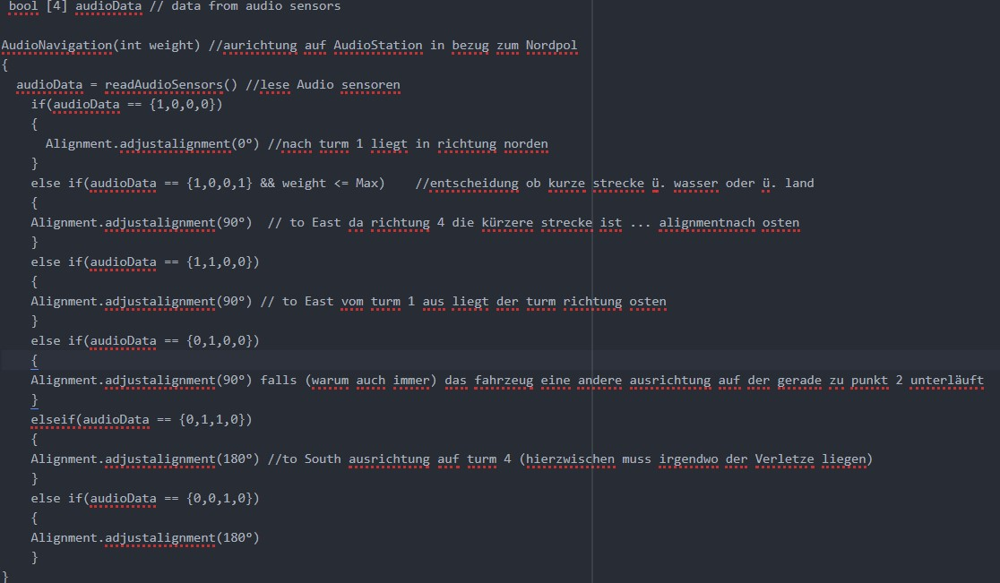 bool [4] audioData // data from audio sensors
AudioNavigation(int weight) //aurichtung auf AudioStation in bezug zum Nordpol
{
audioData = readAudioSensors() //lese Audio sensoren
if(audioData == {1,0,0,0})
{
Alignment.adjustalignment(0°) //nach turm 1 liegt in richtung norden
}
else if(audioData == {1,0,0,1} && weight <= Max) //entscheidung ob kurze strecke ü. wasser oder ü. land
{
Alignment.adjustalignment(90°) // to East da richtung 4 die kürzere strecke ist ... alignmentnach osten
}
else if(audioData == {1,1,0,0})
{
Alignment.adjustalignment(90°) // to East vom turm 1 aus liegt der turm richtung osten
}
else if(audioData == {0,1,0,0})
{
Alignment.adjustalignment(90°) falls (warum auch immer) das fahrzeug eine andere ausrichtung auf der gerade zu punkt 2 unterläuft
}
elseif(audioData == {0,1,1,0})
{
Alignment.adjustalignment(180°) //to South ausrichtung auf turm 4 (hierzwischen muss irgendwo der Verletze liegen)
}
else if(audioData == {0,0,1,0})
{
Alignment.adjustalignment(180°)
}
}